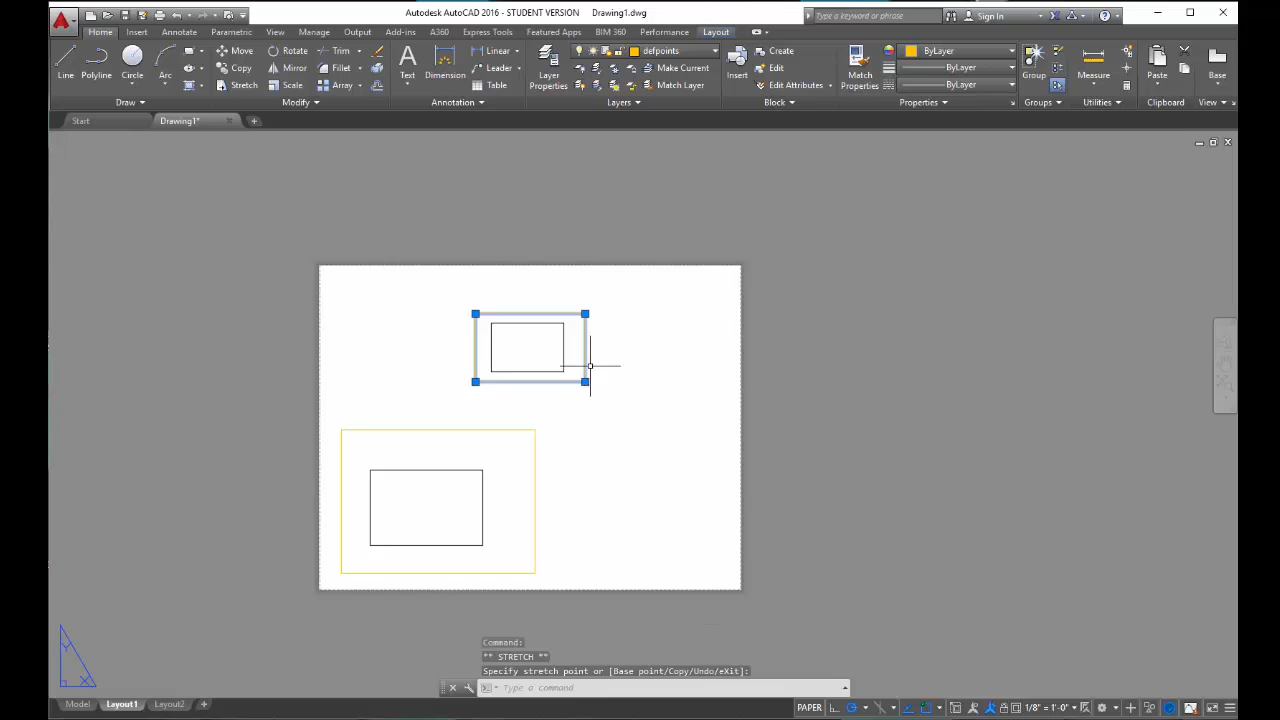 Autodesk AutoCAD 2016 - STUDENT VERSION Drawing1.dwg
Type a keyword or phrase
Sign In
Home Insert Annotate Parametric View Manage Output Add-ins A360 Express Tools Featured Apps BIM 360 Performance Layout
Line
Polyline
Circle
Arc
Move Rotate Trim
Copy Mirror Fillet
Stretch Scale Array
Text
Dimension
Linear
Leader
Table
Layer
Properties
defpoints
Make Current
Match Layer
Insert
Create
Edit
Edit Attributes
Match
Properties
ByLayer
ByLayer
ByLayer
Group
Measure
Paste
Base
Draw Modify Annotation Layers Block Properties Groups Utilities Clipboard View
Start Drawing1*
Y
X
Command:
** STRETCH **
Specify stretch point or [Base point/Copy/Undo/eXit]:
Type a command
Model Layout1 Layout2
PAPER
1/8" = 1'-0"